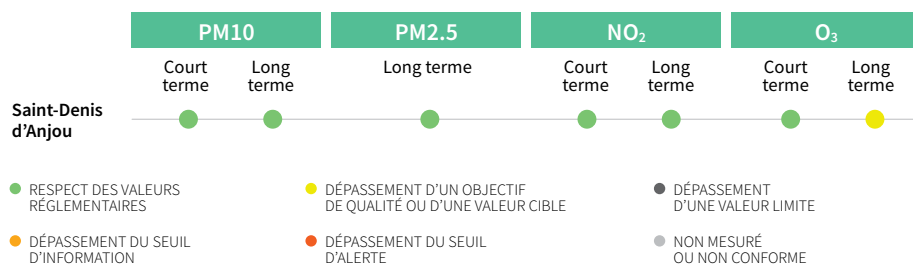 PM10 PM2.5 NO₂ O₃
Court terme Long terme Long terme Court terme Long terme Court terme Long terme
Saint-Denis
d'Anjou
RESPECT DES VALEURS
RÉGLEMENTAIRES
DÉPASSEMENT D'UN OBJECTIF
DE QUALITÉ OU D'UNE VALEUR CIBLE
DÉPASSEMENT
D'UNE VALEUR LIMITE
DÉPASSEMENT DU SEUIL
D'INFORMATION
DÉPASSEMENT DU SEUIL
D'ALERTE
NON MESURÉ
OU NON CONFORME